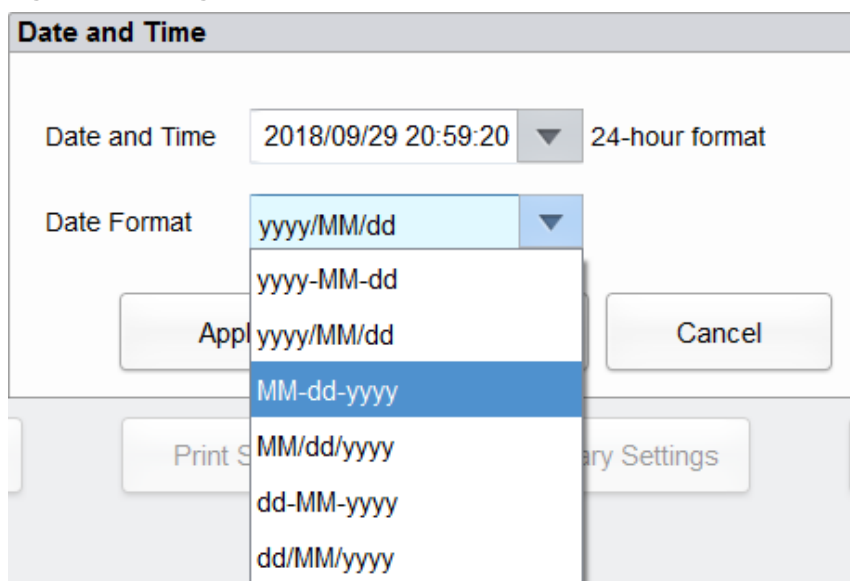 Date and Time
Date and Time 2018/09/29 20:59:20 24-hour format
Date Format yyyy/MM/dd
yyyy-MM-dd
yyyy/MM/dd
MM-dd-yyyy
MM/dd/yyyy
dd-MM-yyyy
dd/MM/yyyy
Cancel
Print
Settings